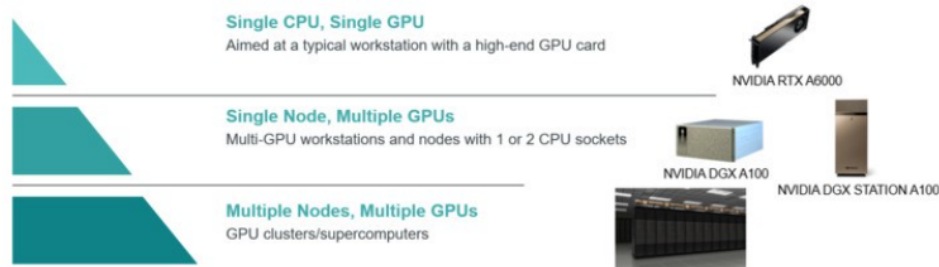 Single CPU, Single GPU
Aimed at a typical workstation with a high-end GPU card
NVIDIA RTX A6000
Single Node, Multiple GPUs
Multi-GPU workstations and nodes with 1 or 2 CPU sockets
NVIDIA DGX A100
NVIDIA DGX STATION A100
Multiple Nodes, Multiple GPUs
GPU clusters/supercomputers